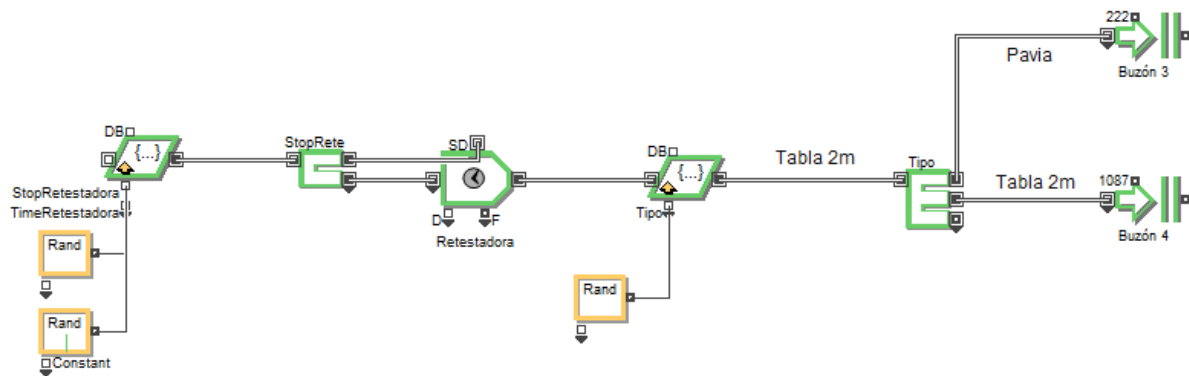 222
Pavia
Buzón 3
DB
{...}
StopRete
SD
DB
{...}
Tabla 2m
Tipo
Tabla 2m
1087
StopRetestadora
TimeRetestadora
Tipo
D
F
Retestadora
Buzón 4
Rand
Rand
Rand
Constant